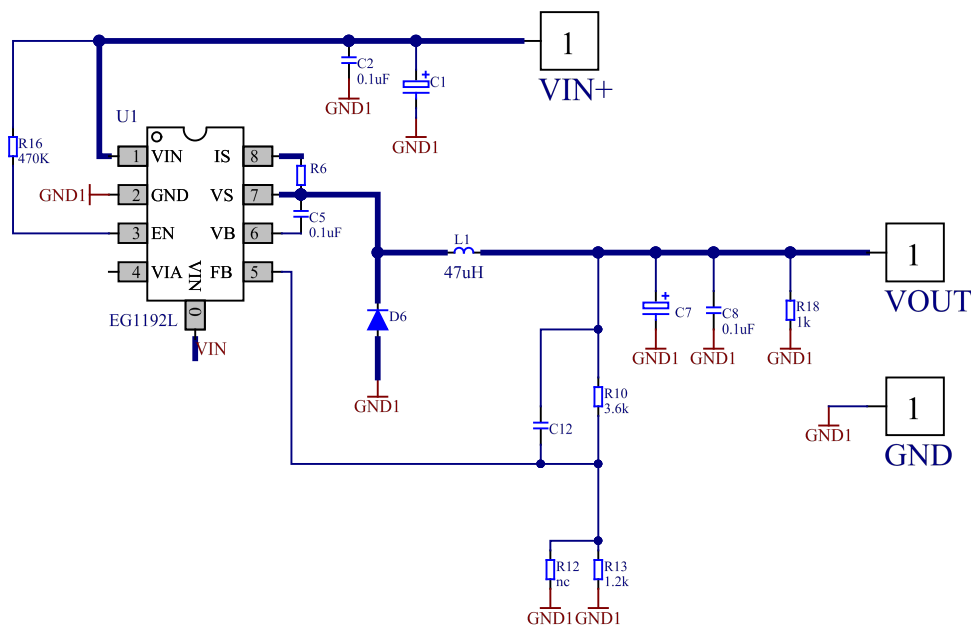 1
VIN+
C2
0.1uF
GND1
C1
GND1
U1
R16
470K
1
VIN
IS
8
R6
GND1
2
GND
VS
7
C5
0.1uF
3
EN
VB
6
4
VIA
FB
5
VIN
0
EG1192L
VIN
L1
47uH
1
VOUT
D6
GND1
C7
GND1
C8
0.1uF
GND1
R18
1k
GND1
R10
3.6k
C12
1
GND1
GND
R12
nc
R13
1.2k
GND1
GND1